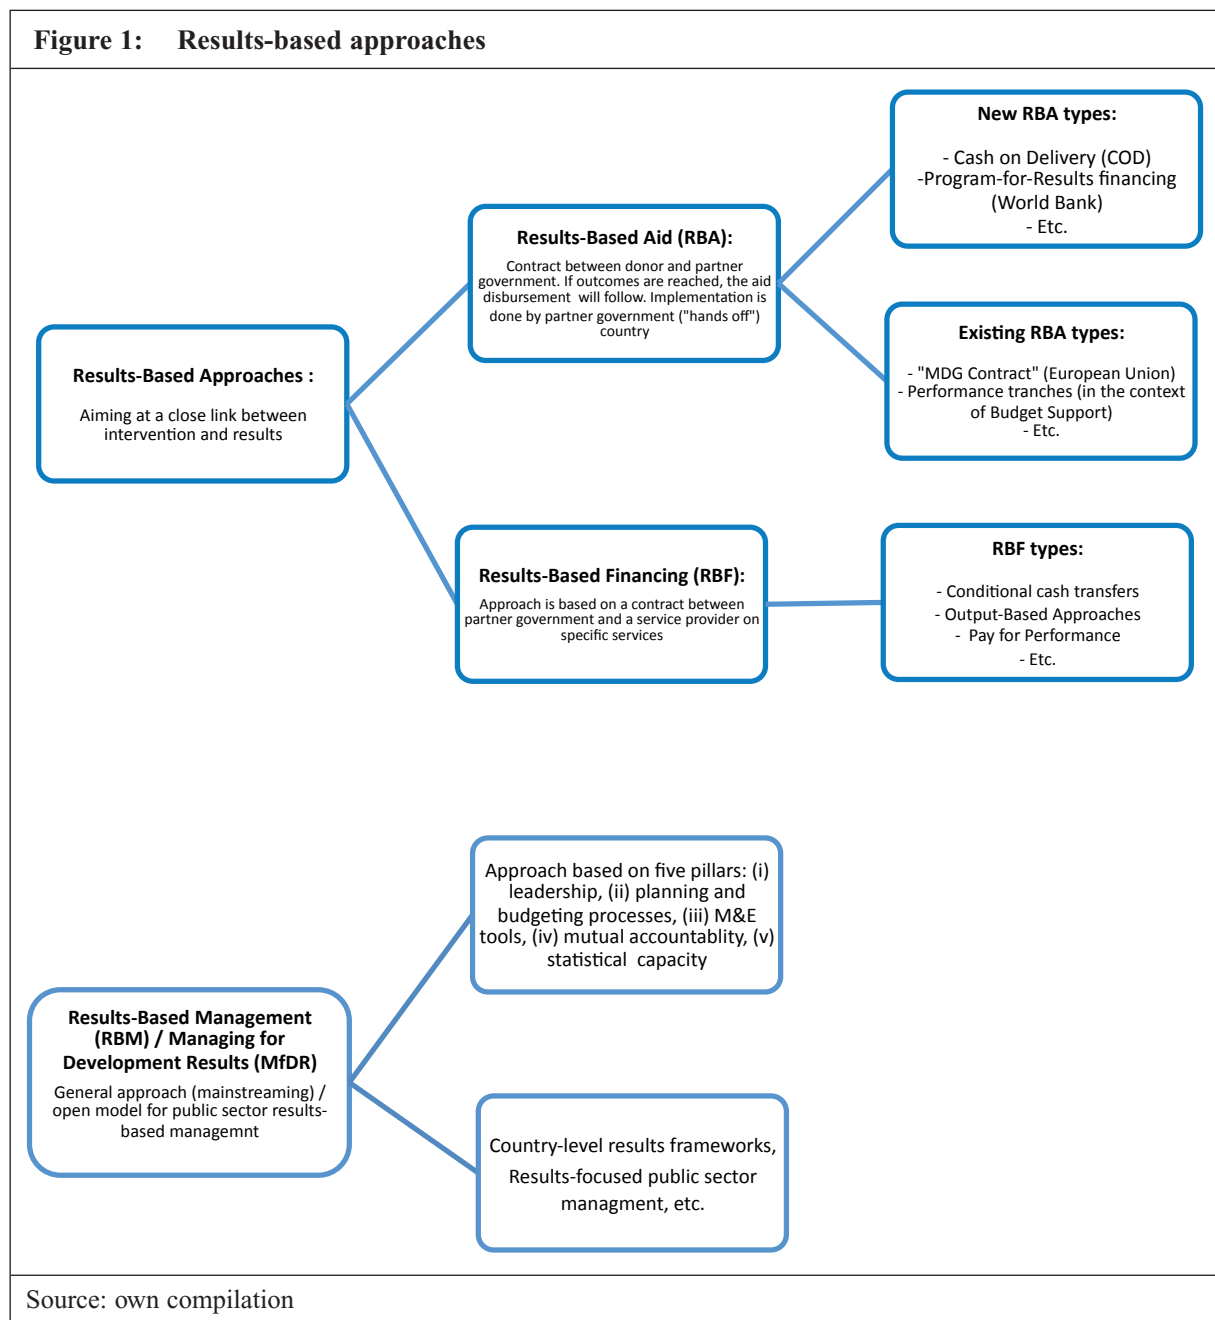 Figure 1: Results-based approaches
New RBA types:
- Cash on Delivery (COD)
-Program-for-Results financing
(World Bank)
- Etc.
Results-Based Aid (RBA):
Contract between donor and partner
government. If outcomes are reached, the aid
disbursement will follow. Implementation is
done by partner government ("hands off")
country
Existing RBA types:
- "MDG Contract" (European Union)
- Performance tranches (in the context
of Budget Support)
- Etc.
Results-Based Approaches :
Aiming at a close link between
intervention and results
Results-Based Financing (RBF):
Approach is based on a contract between
partner government and a service provider on
specific services
RBF types:
- Conditional cash transfers
- Output-Based Approaches
- Pay for Performance
- Etc.
Approach based on five pillars: (i)
leadership, (ii) planning and
budgeting processes, (iii) M&E
tools, (iv) mutual accountablity, (v)
statistical capacity
Results-Based Management
(RBM) / Managing for
Development Results (MfDR)
General approach (mainstreaming) /
open model for public sector results-
based managemnt
Country-level results frameworks,
Results-focused public sector
managment, etc.
Source: own compilation